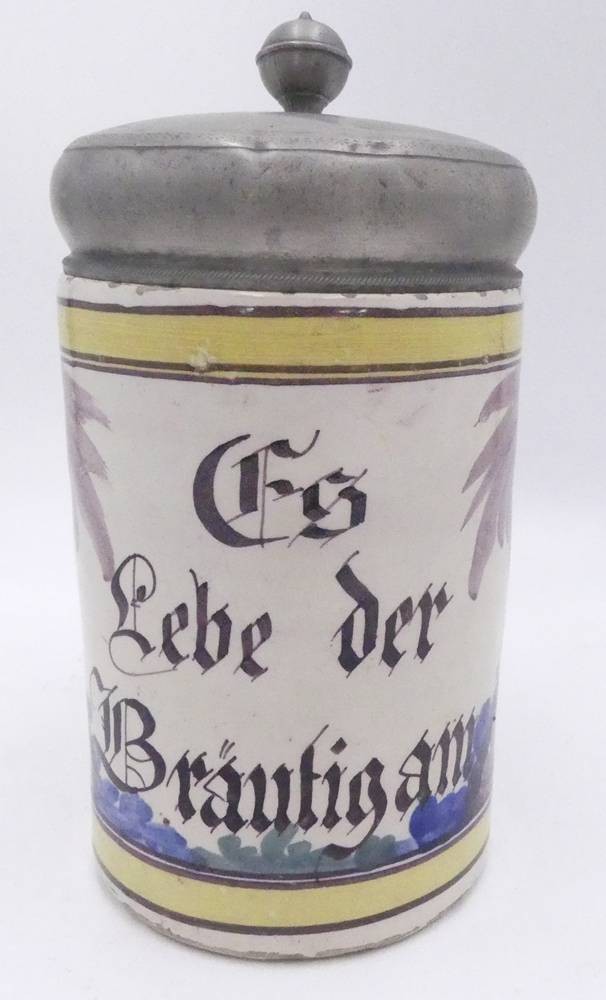 Es
Lebe der
Bräutigam